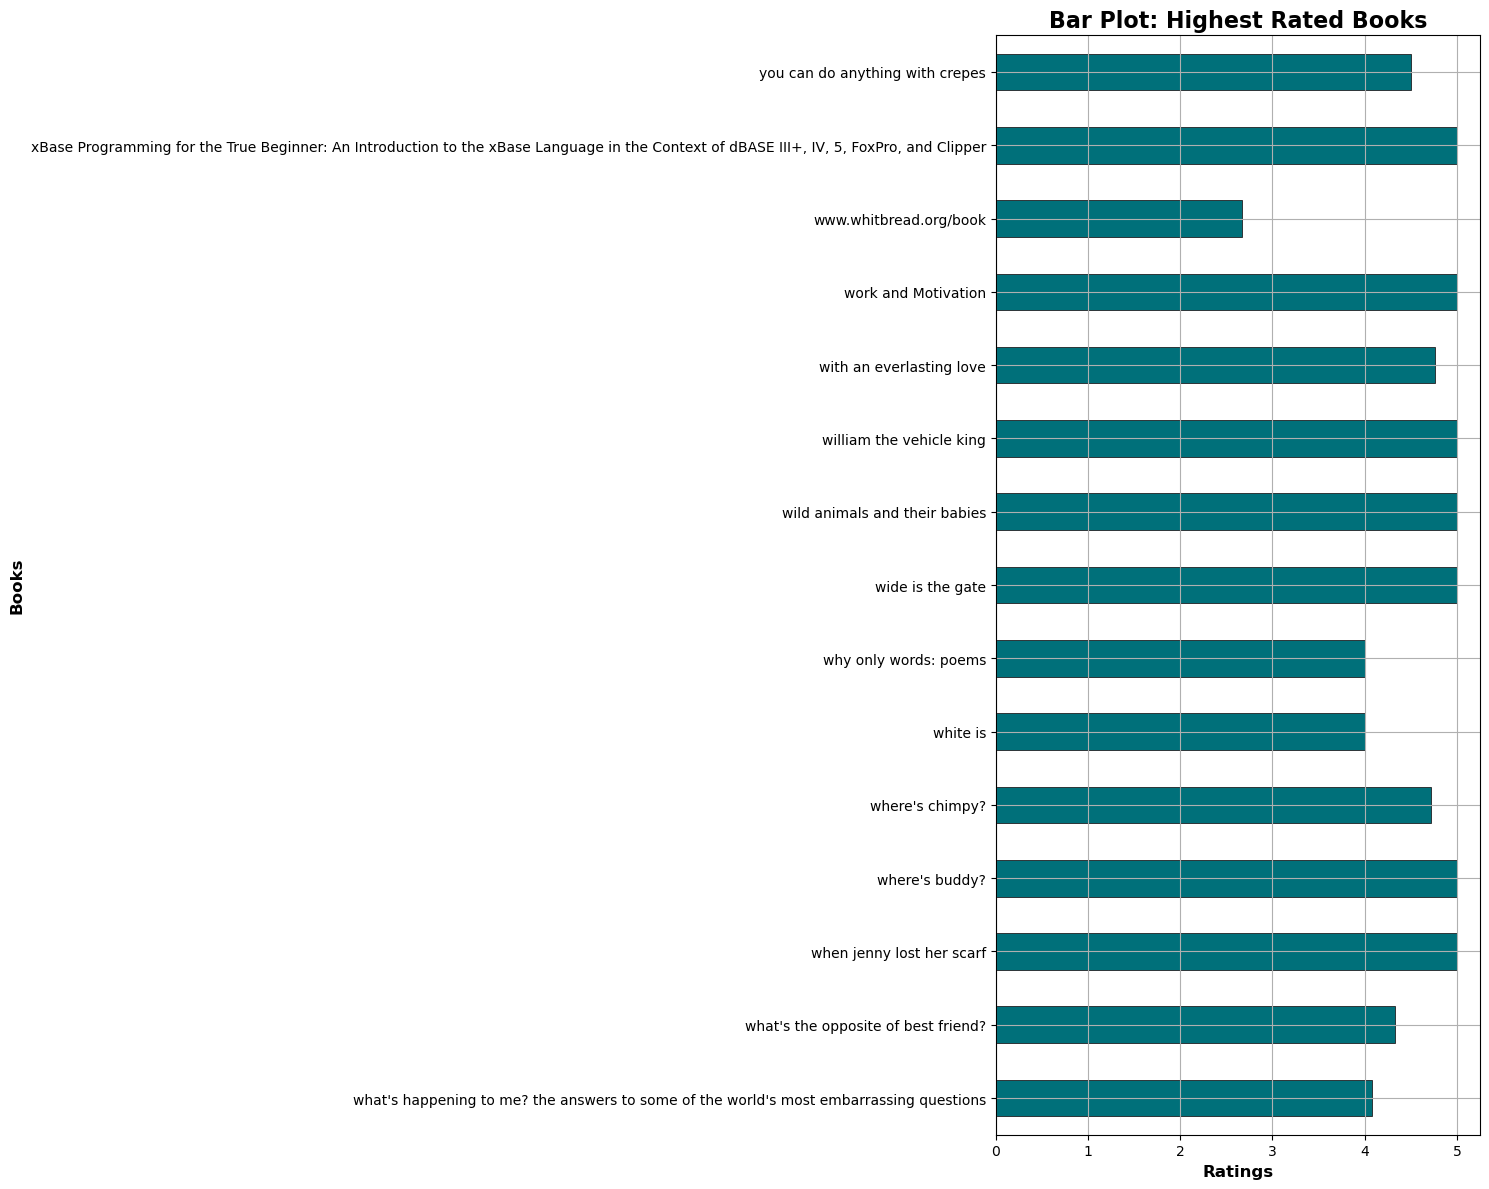 Bar Plot: Highest Rated Books
you can do anything with crepes
xBase Programming for the True Beginner: An Introduction to the xBase Language in the Context of dBASE III+, IV, 5, FoxPro, and Clipper
www.whitbread.org/book
work and Motivation
with an everlasting love
william the vehicle king
wild animals and their babies
wide is the gate
why only words: poems
white is
where's chimpy?
where's buddy?
when jenny lost her scarf
what's the opposite of best friend?
what's happening to me? the answers to some of the world's most embarrassing questions
Books
0 1 2 3 4 5
Ratings